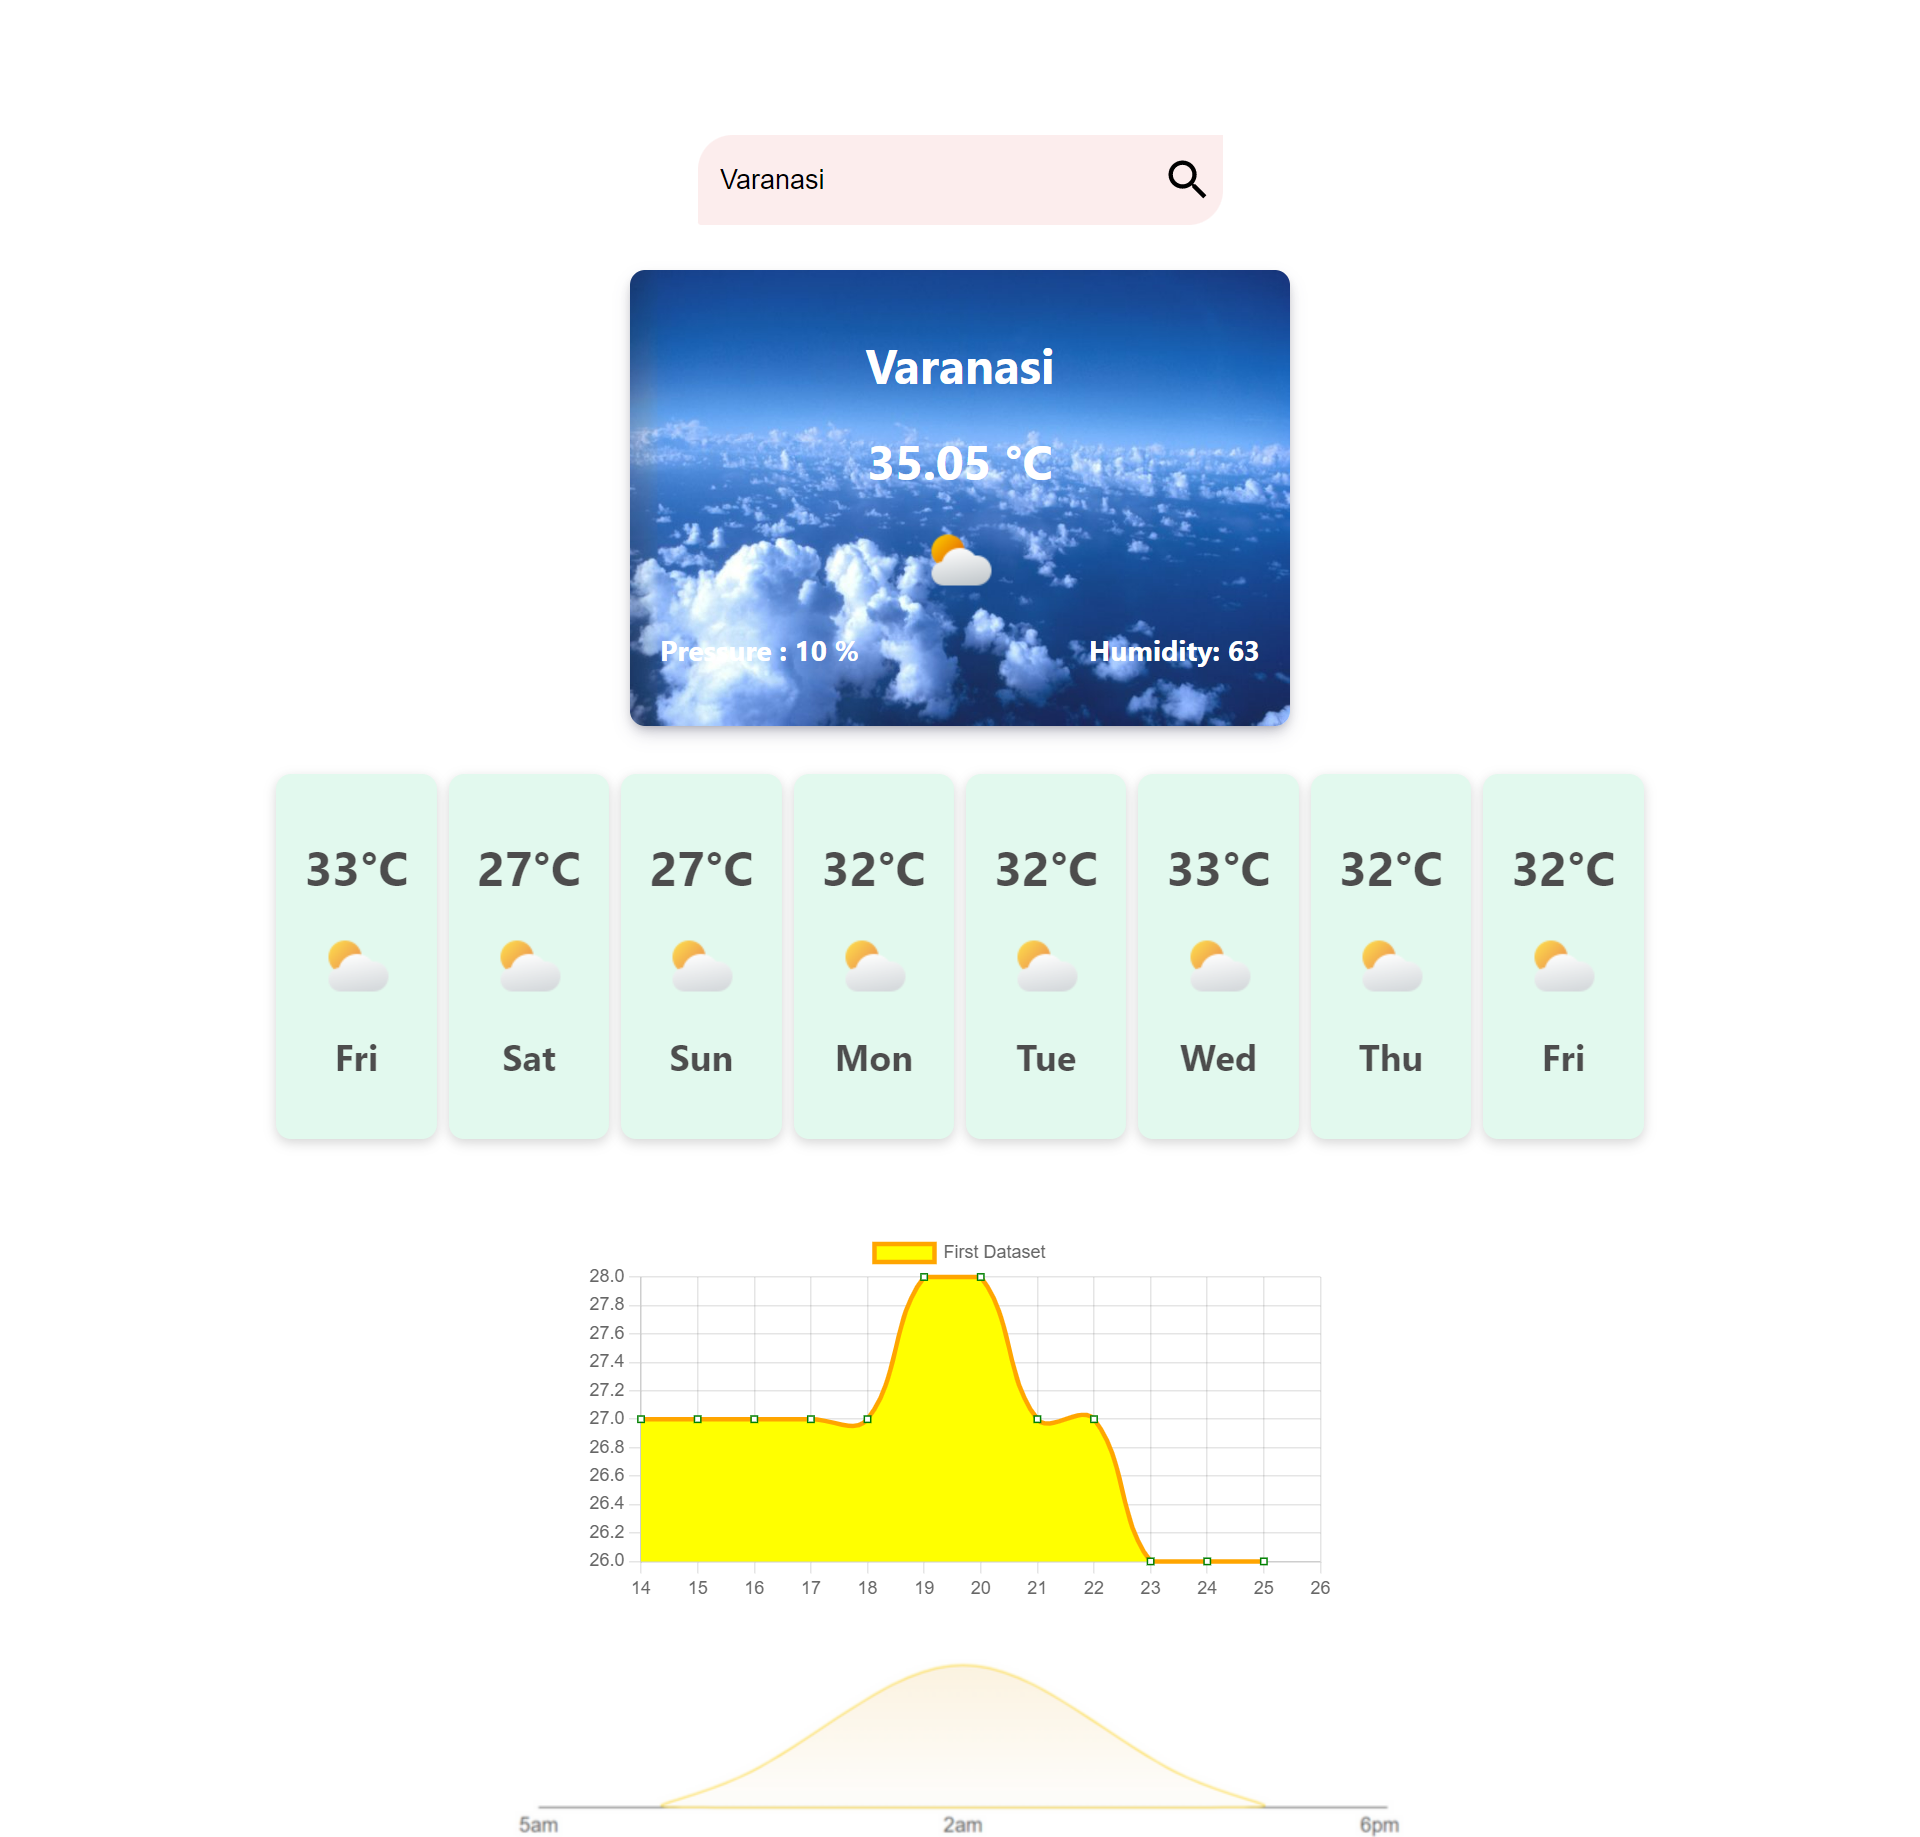 Varanasi
Varanasi
35.05 °C
Pressure : 10 % Humidity: 63
33°C 27°C 27°C 32°C 32°C 33°C 32°C 32°C
Fri Sat Sun Mon Tue Wed Thu Fri
First Dataset
28.0
27.8
27.6
27.4
27.2
27.0
26.8
26.6
26.4
26.2
26.0
14 15 16 17 18 19 20 21 22 23 24 25 26
5am 2am 6pm